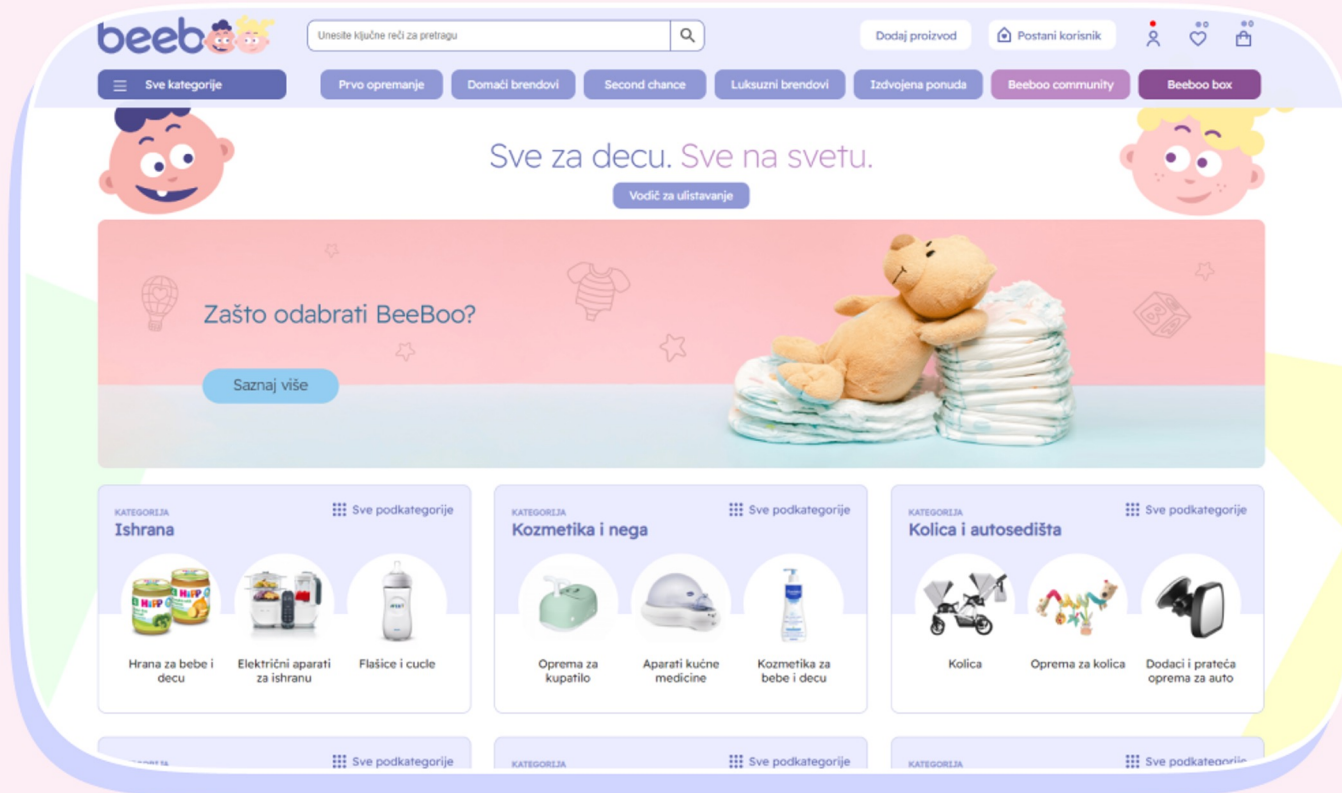 beeb
Unesite ključne reči za pretragu
Dodaj proizvod
Postani korisnik
Sve kategorije
Prvo opremanje
Domaći brendovi
Second chance
Luksuzni brendovi
Izdvojena ponuda
Beeboo community
Beeboo box
Sve za decu. Sve na svetu.
Vodič za ulistavanje
Zašto odabrati BeeBoo?
Saznaj više
KATEGORIJA
Ishrana
Sve podkategorije
HiPP
HiPP
Hrana za bebe i
decu
Električni aparati
za ishranu
Flašice i cucle
KATEGORIJA
Kozmetika i nega
Sve podkategorije
Oprema za
kupatilo
Aparati kućne
medicine
Kozmetika za
bebe i decu
KATEGORIJA
Kolica i autosedišta
Sve podkategorije
Kolica
Oprema za kolica
Dodaci i prateća
oprema za auto
Sve podkategorije
KATEGORIJA
Sve podkategorije
KATEGORIJA
Sve podkategorije